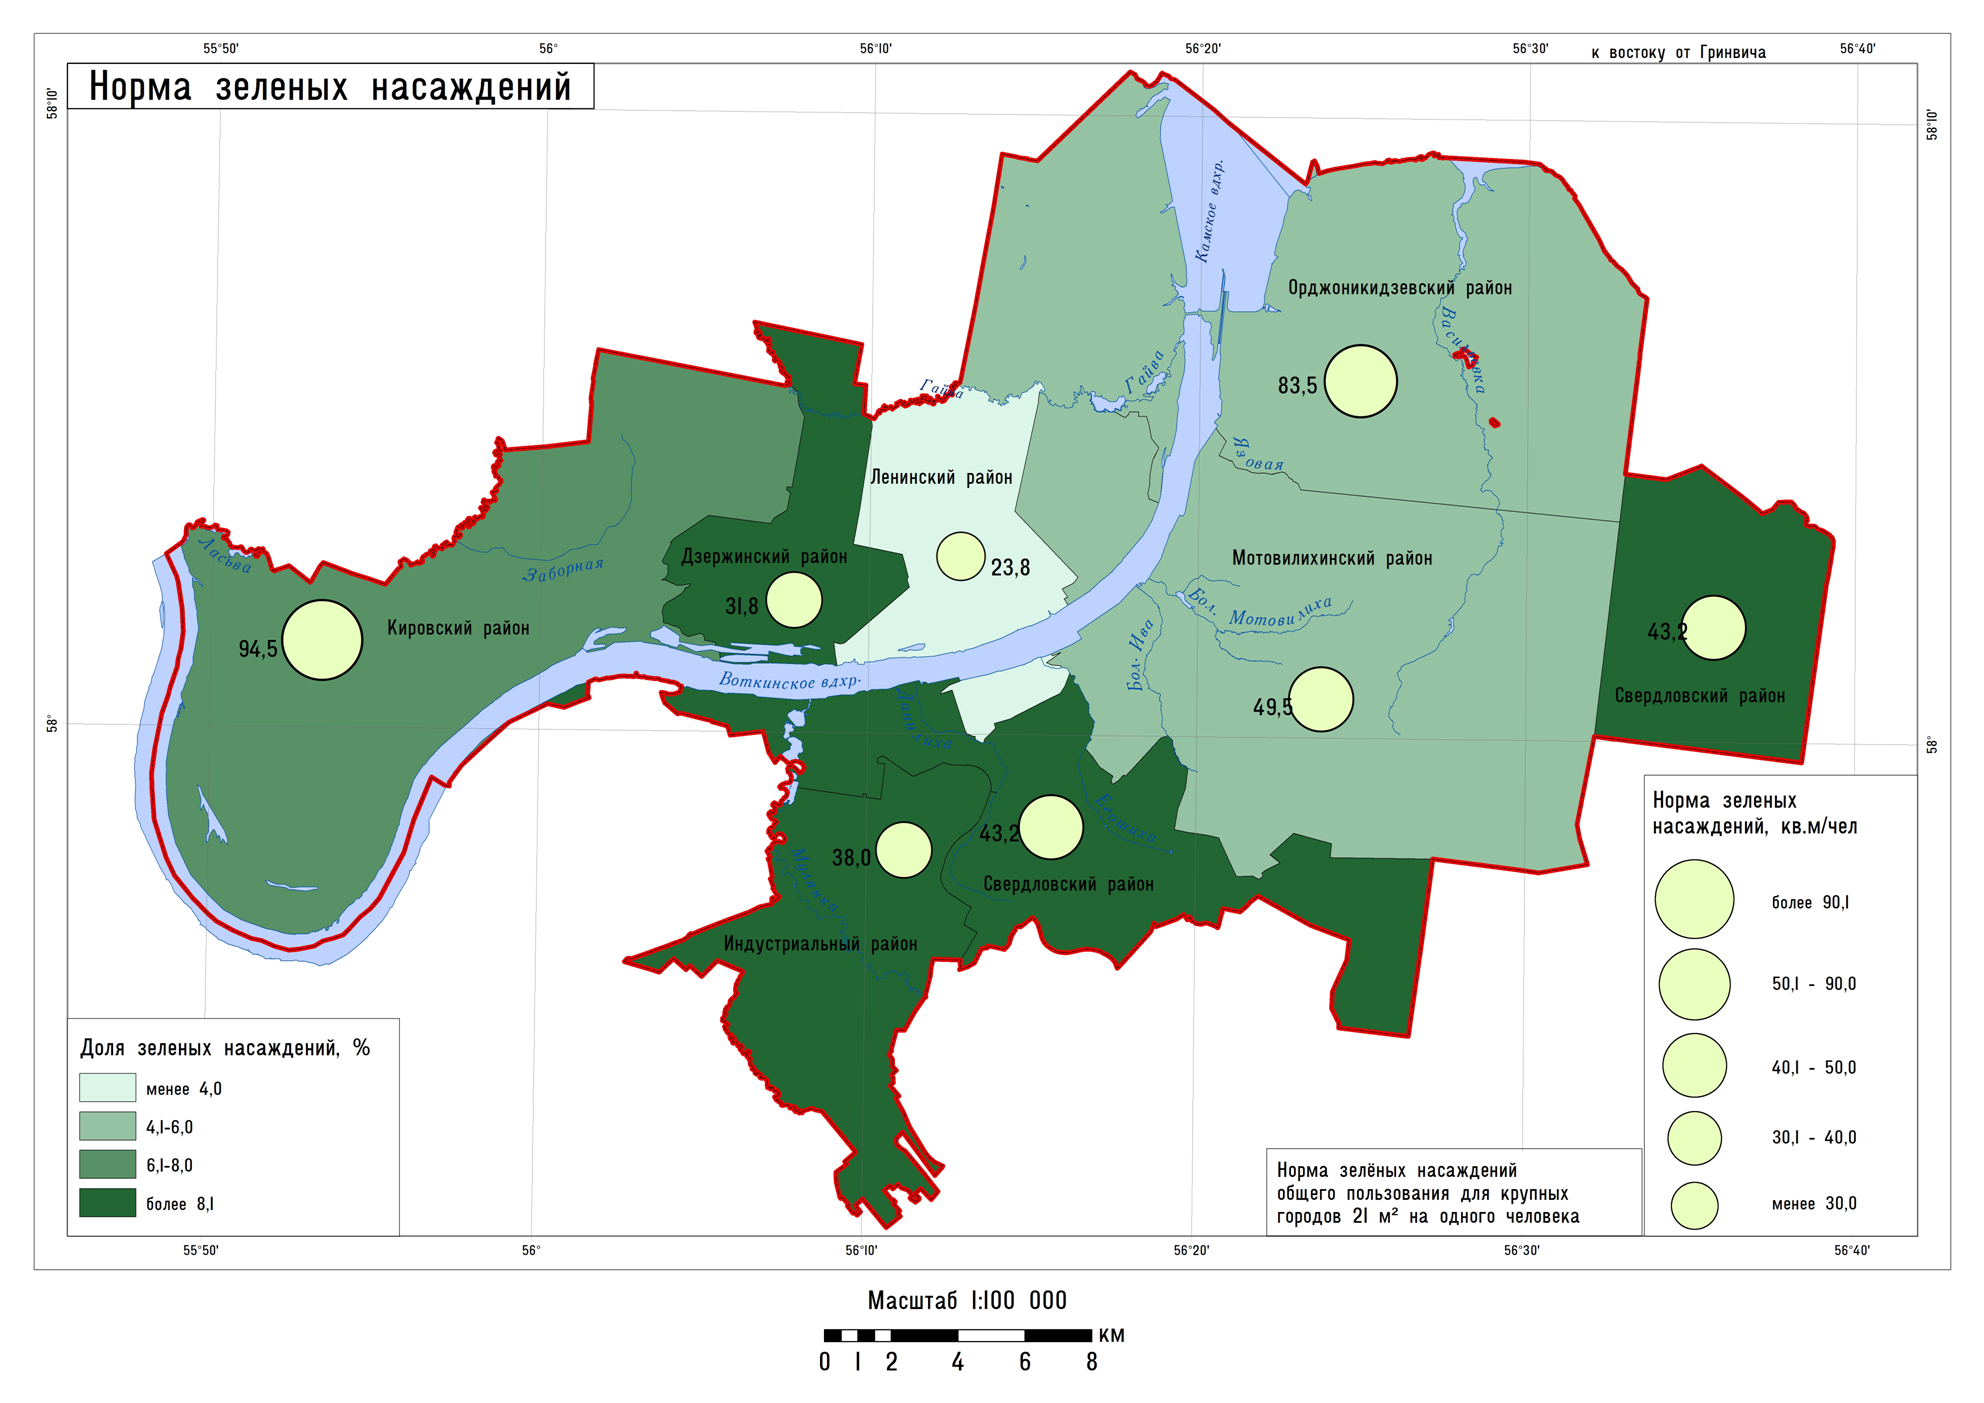 55°50'
56°
56°10'
56°20'
56°30'
к востоку от Гринвича
56°40'
Норма зеленых насаждений
58°10'
58°10'
Камское вдхр.
Орджоникидзевский район
Васильевка
Гайва
Гайва
83,5
Язовая
Ленинский район
Ласьва
Заборная
Дзержинский район
23,8
Мотовилихинский район
31,8
Бол. Мотовилиха
Кировский район
94,5
43,2
Бол. Ива
Свердловский район
Воткинское вдхр.
49,5
Данилиха
58°
58°
Егошиха
43,2
38,0
Мулянка
Свердловский район
Индустриальный район
Норма зеленых
насаждений, кв.м/чел
более 90,1
50,1 - 90,0
40,1 - 50,0
30,1 - 40,0
менее 30,0
Доля зеленых насаждений, %
менее 4,0
4,1-6,0
6,1-8,0
более 8,1
Норма зелёных насаждений
общего пользования для крупных
городов 21 м² на одного человека
55°50'
56°
56°10'
56°20'
56°30'
56°40'
Масштаб 1:100 000
км
0 1 2 4 6 8